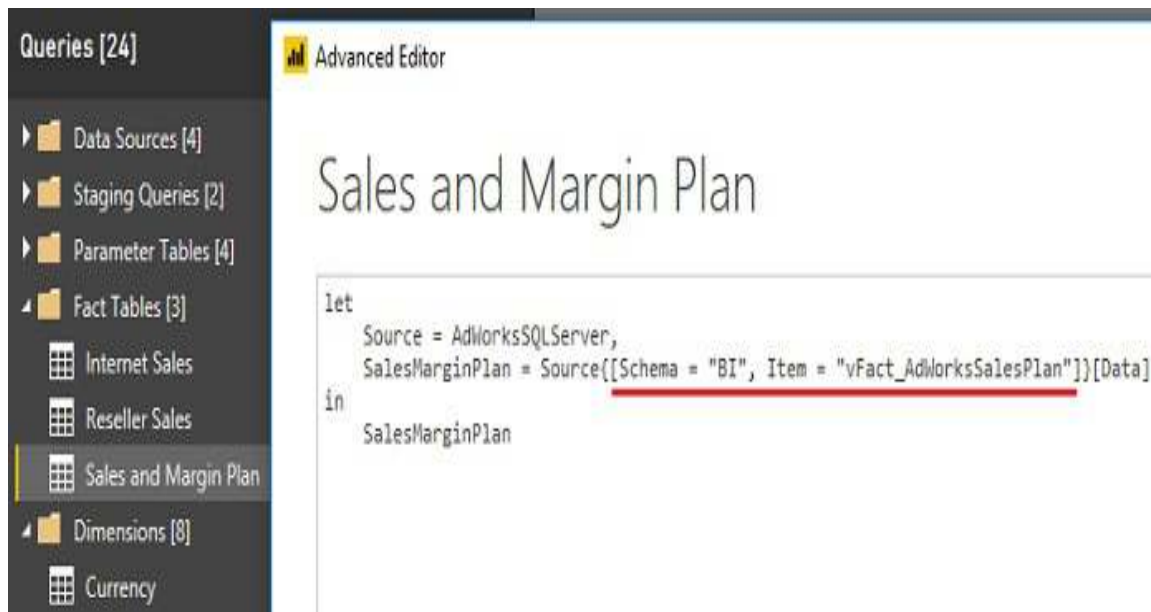 Queries [24]
Data Sources [4]
Staging Queries [2]
Parameter Tables [4]
Fact Tables [3]
Internet Sales
Reseller Sales
Sales and Margin Plan
Dimensions [8]
Currency
Advanced Editor
Sales and Margin Plan
let
Source = AdWorksSQLServer,
SalesMarginPlan = Source{[Schema = "BI", Item = "vFact_AdWorksSalesPlan"]}[Data]
in
SalesMarginPlan